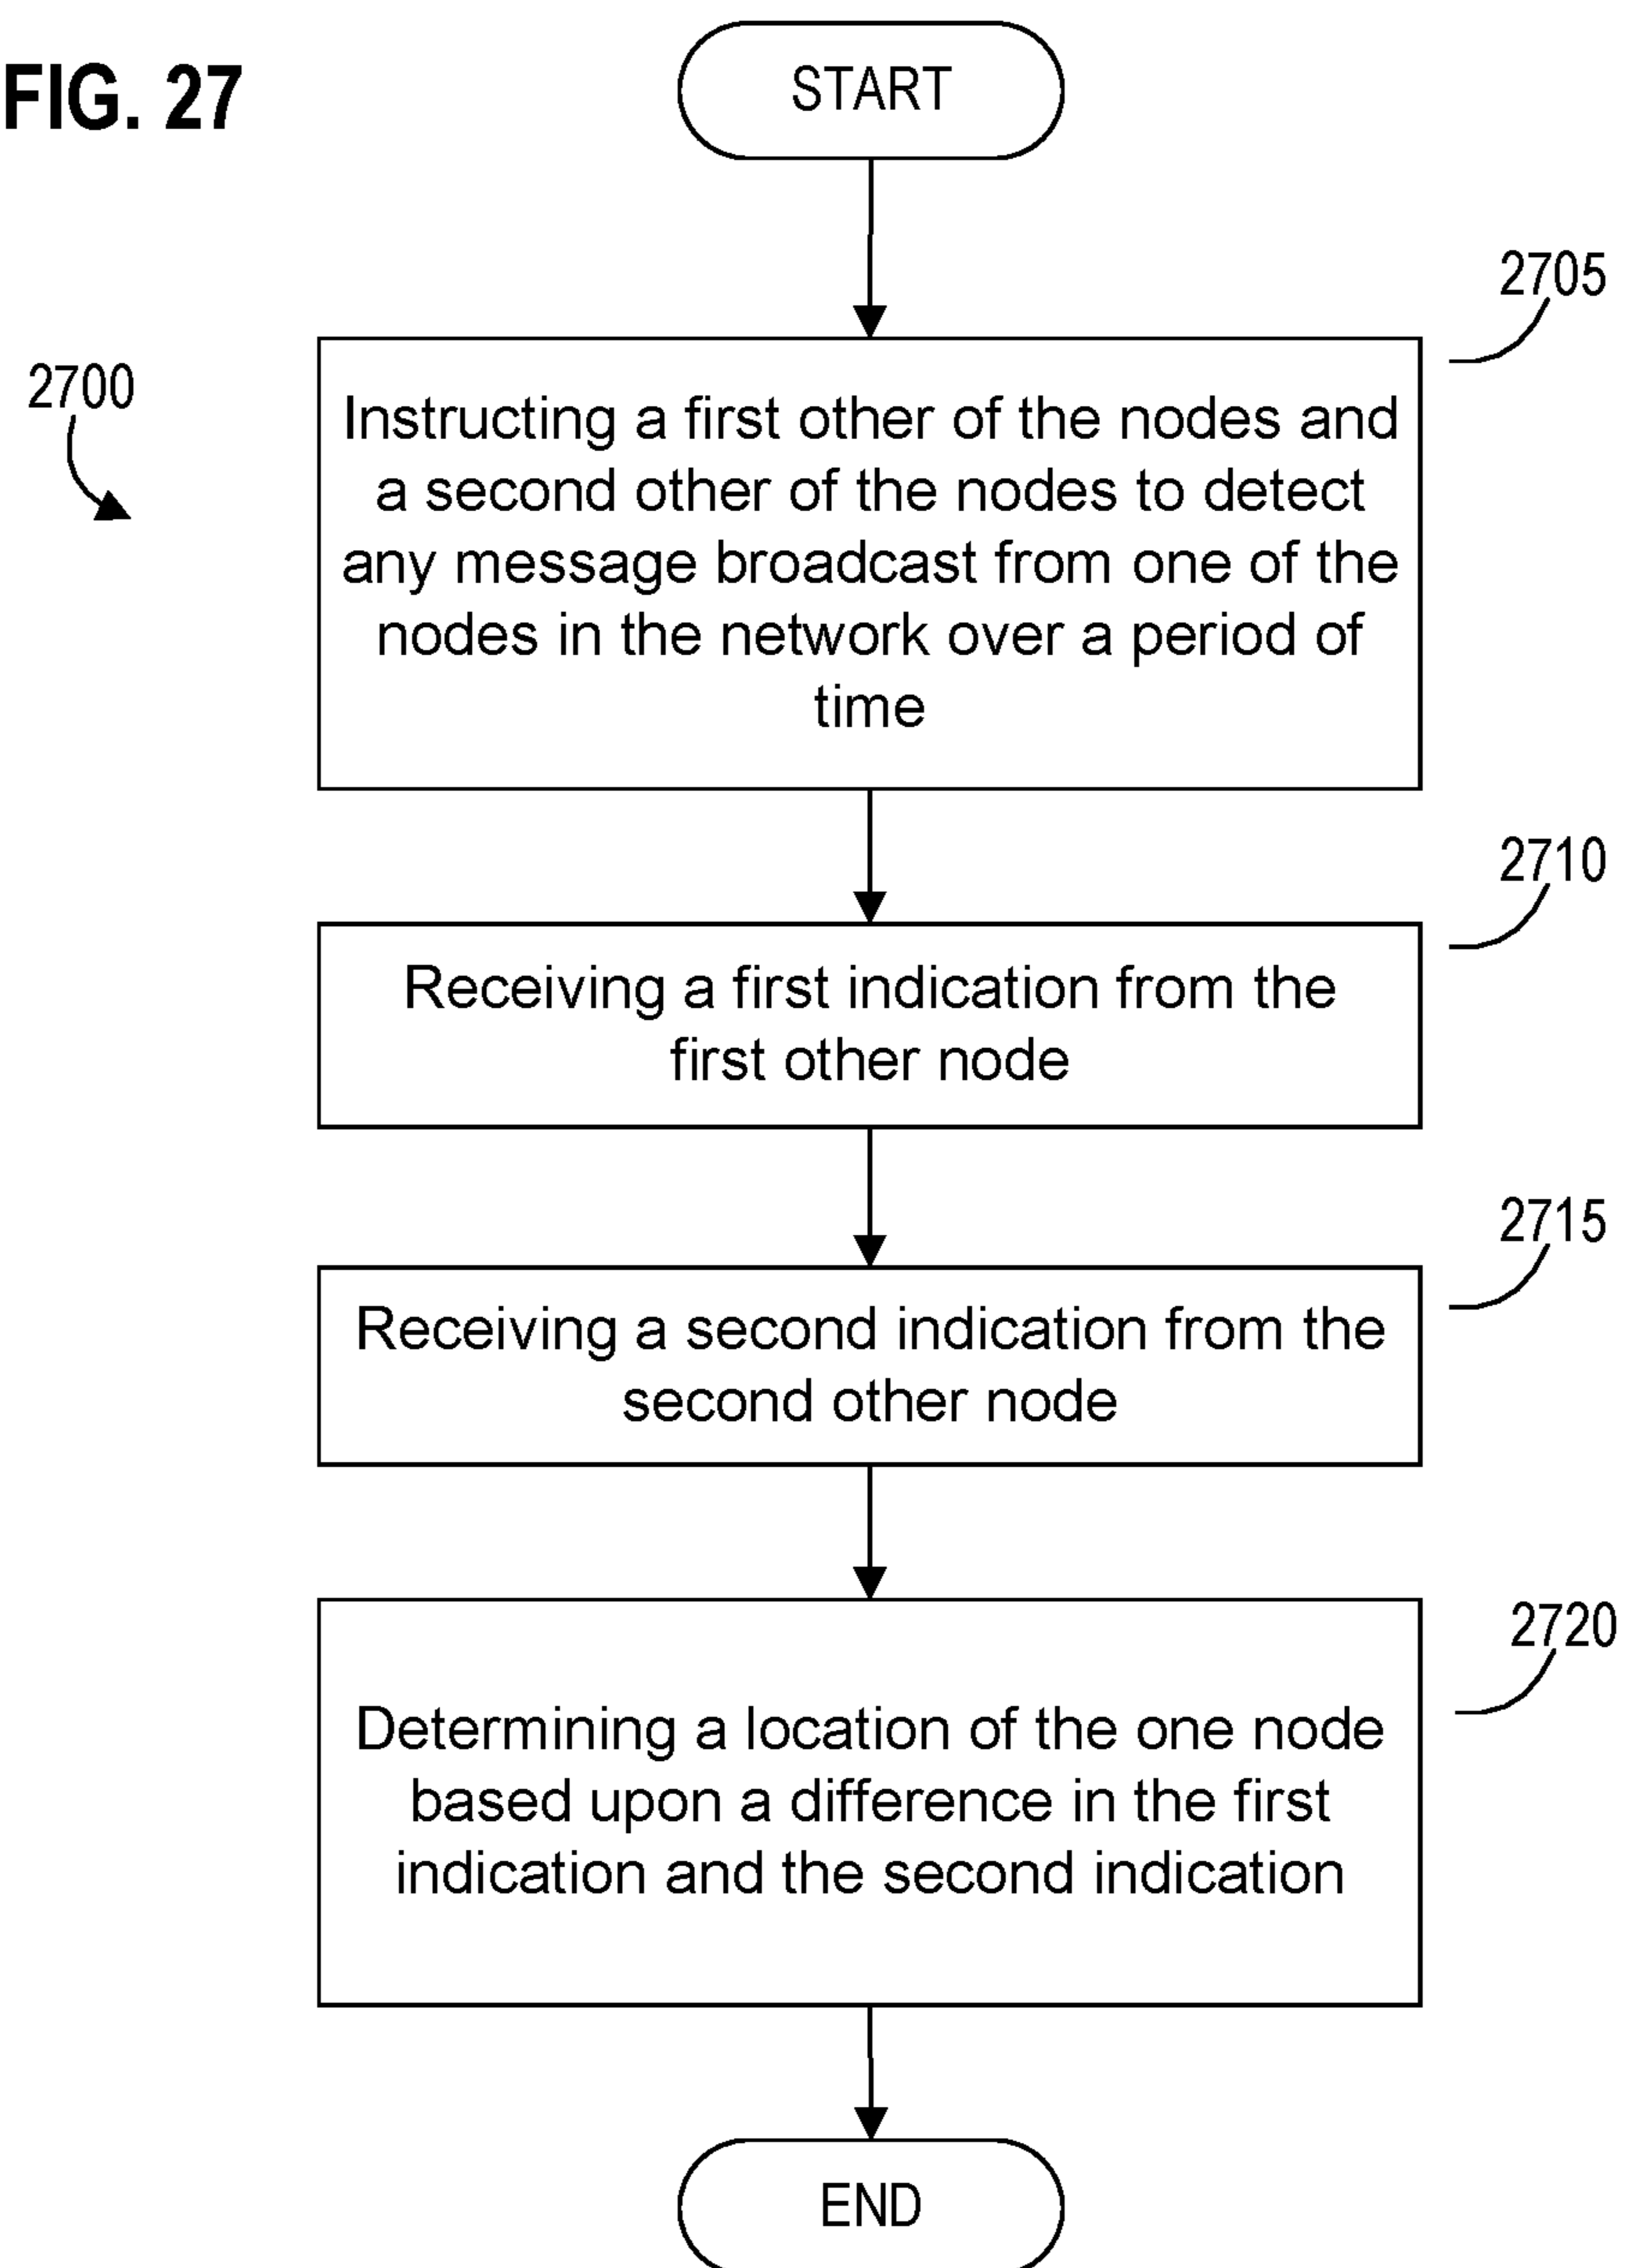 FIG. 27
START
2705
2700
Instructing a first other of the nodes and
a second other of the nodes to detect
any message broadcast from one of the
nodes in the network over a period of
time
2710
Receiving a first indication from the
first other node
2715
Receiving a second indication from the
second other node
2720
Determining a location of the one node
based upon a difference in the first
indication and the second indication
END